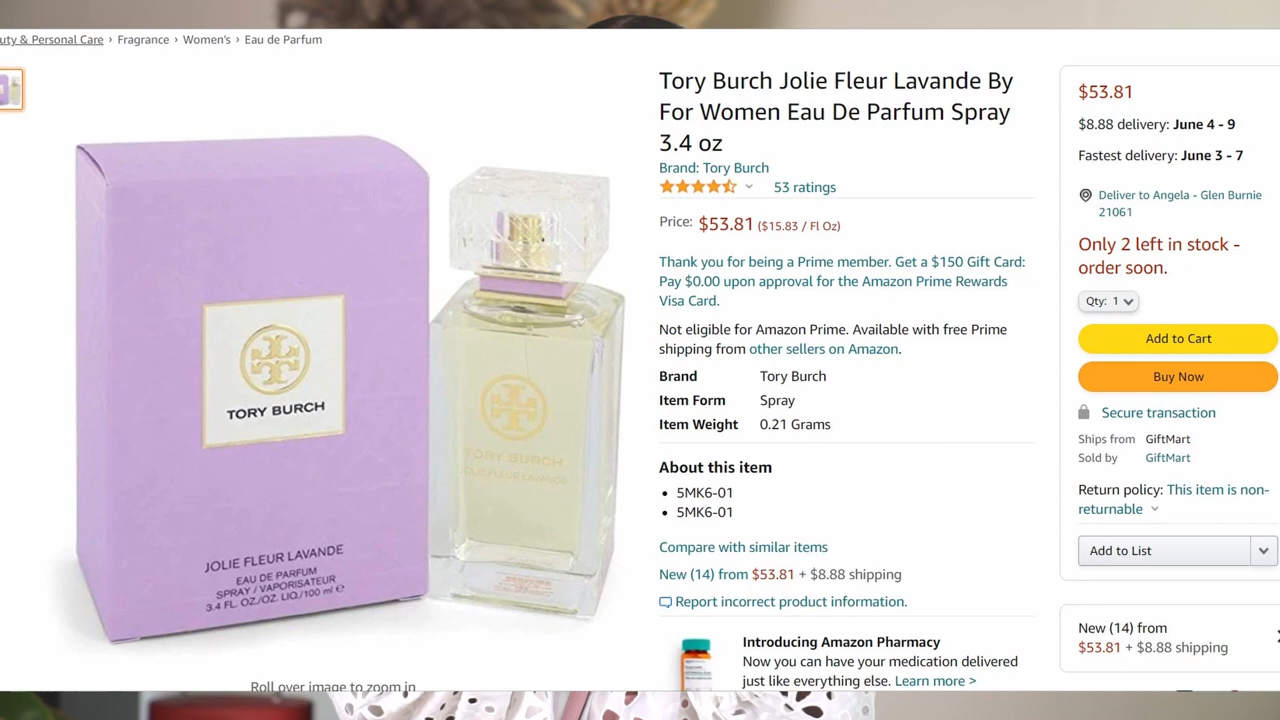 uty & Personal Care › Fragrance › Women's › Eau de Parfum
Tory Burch Jolie Fleur Lavande By
For Women Eau De Parfum Spray
3.4 oz
Brand: Tory Burch
53 ratings
Price: $53.81 ($15.83 / Fl Oz)
Thank you for being a Prime member. Get a $150 Gift Card:
Pay $0.00 upon approval for the Amazon Prime Rewards
Visa Card.
Not eligible for Amazon Prime. Available with free Prime
shipping from other sellers on Amazon.
Brand Tory Burch
Item Form Spray
Item Weight 0.21 Grams
About this item
5MK6-01
5MK6-01
Compare with similar items
New (14) from $53.81 + $8.88 shipping
Report incorrect product information.
Introducing Amazon Pharmacy
Now you can have your medication delivered
just like everything else. Learn more >
TORY BURCH
JOLIE FLEUR LAVANDE
EAU DE PARFUM
SPRAY / VAPORISATEUR
3.4 FL. OZ./OZ. LIQ./100 ml ℮
TORY BURCH
JOLIE FLEUR LAVANDE
Roll over image to zoom in
$53.81
$8.88 delivery: June 4 - 9
Fastest delivery: June 3 - 7
Deliver to Angela - Glen Burnie
21061
Only 2 left in stock -
order soon.
Qty: 1
Add to Cart
Buy Now
Secure transaction
Ships from GiftMart
Sold by GiftMart
Return policy: This item is non-
returnable
Add to List
New (14) from
$53.81 + $8.88 shipping